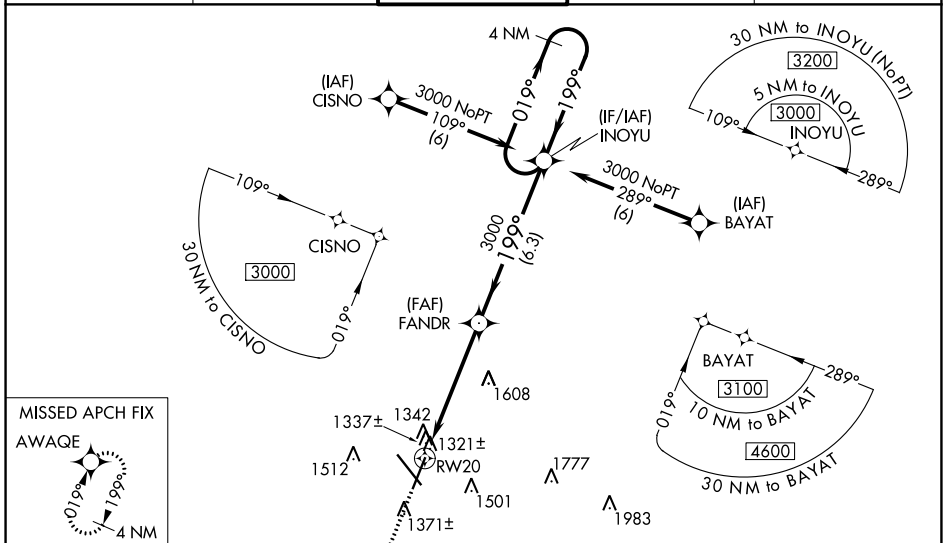 4 NM
019°
199°
(IAF)
CISNO
3000 NoPT
109°
(6)
(IF/IAF)
INOYU
30 NM to INOYU (NoPT)
3200
5 NM to INOYU
3000
109°
INOYU
289°
3000 NoPT
289°
(6)
(IAF)
BAYAT
109°
CISNO
3000
019°
30 NM to CISNO
3000
199°
(6.3)
(FAF)
FANDR
BAYAT
289°
3100
019°
10 NM to BAYAT
4600
30 NM to BAYAT
1608
1342
1337±
1321±
RW20
1512
1501
1777
1983
1371±
MISSED APCH FIX
AWAQE
019°
199°
4 NM